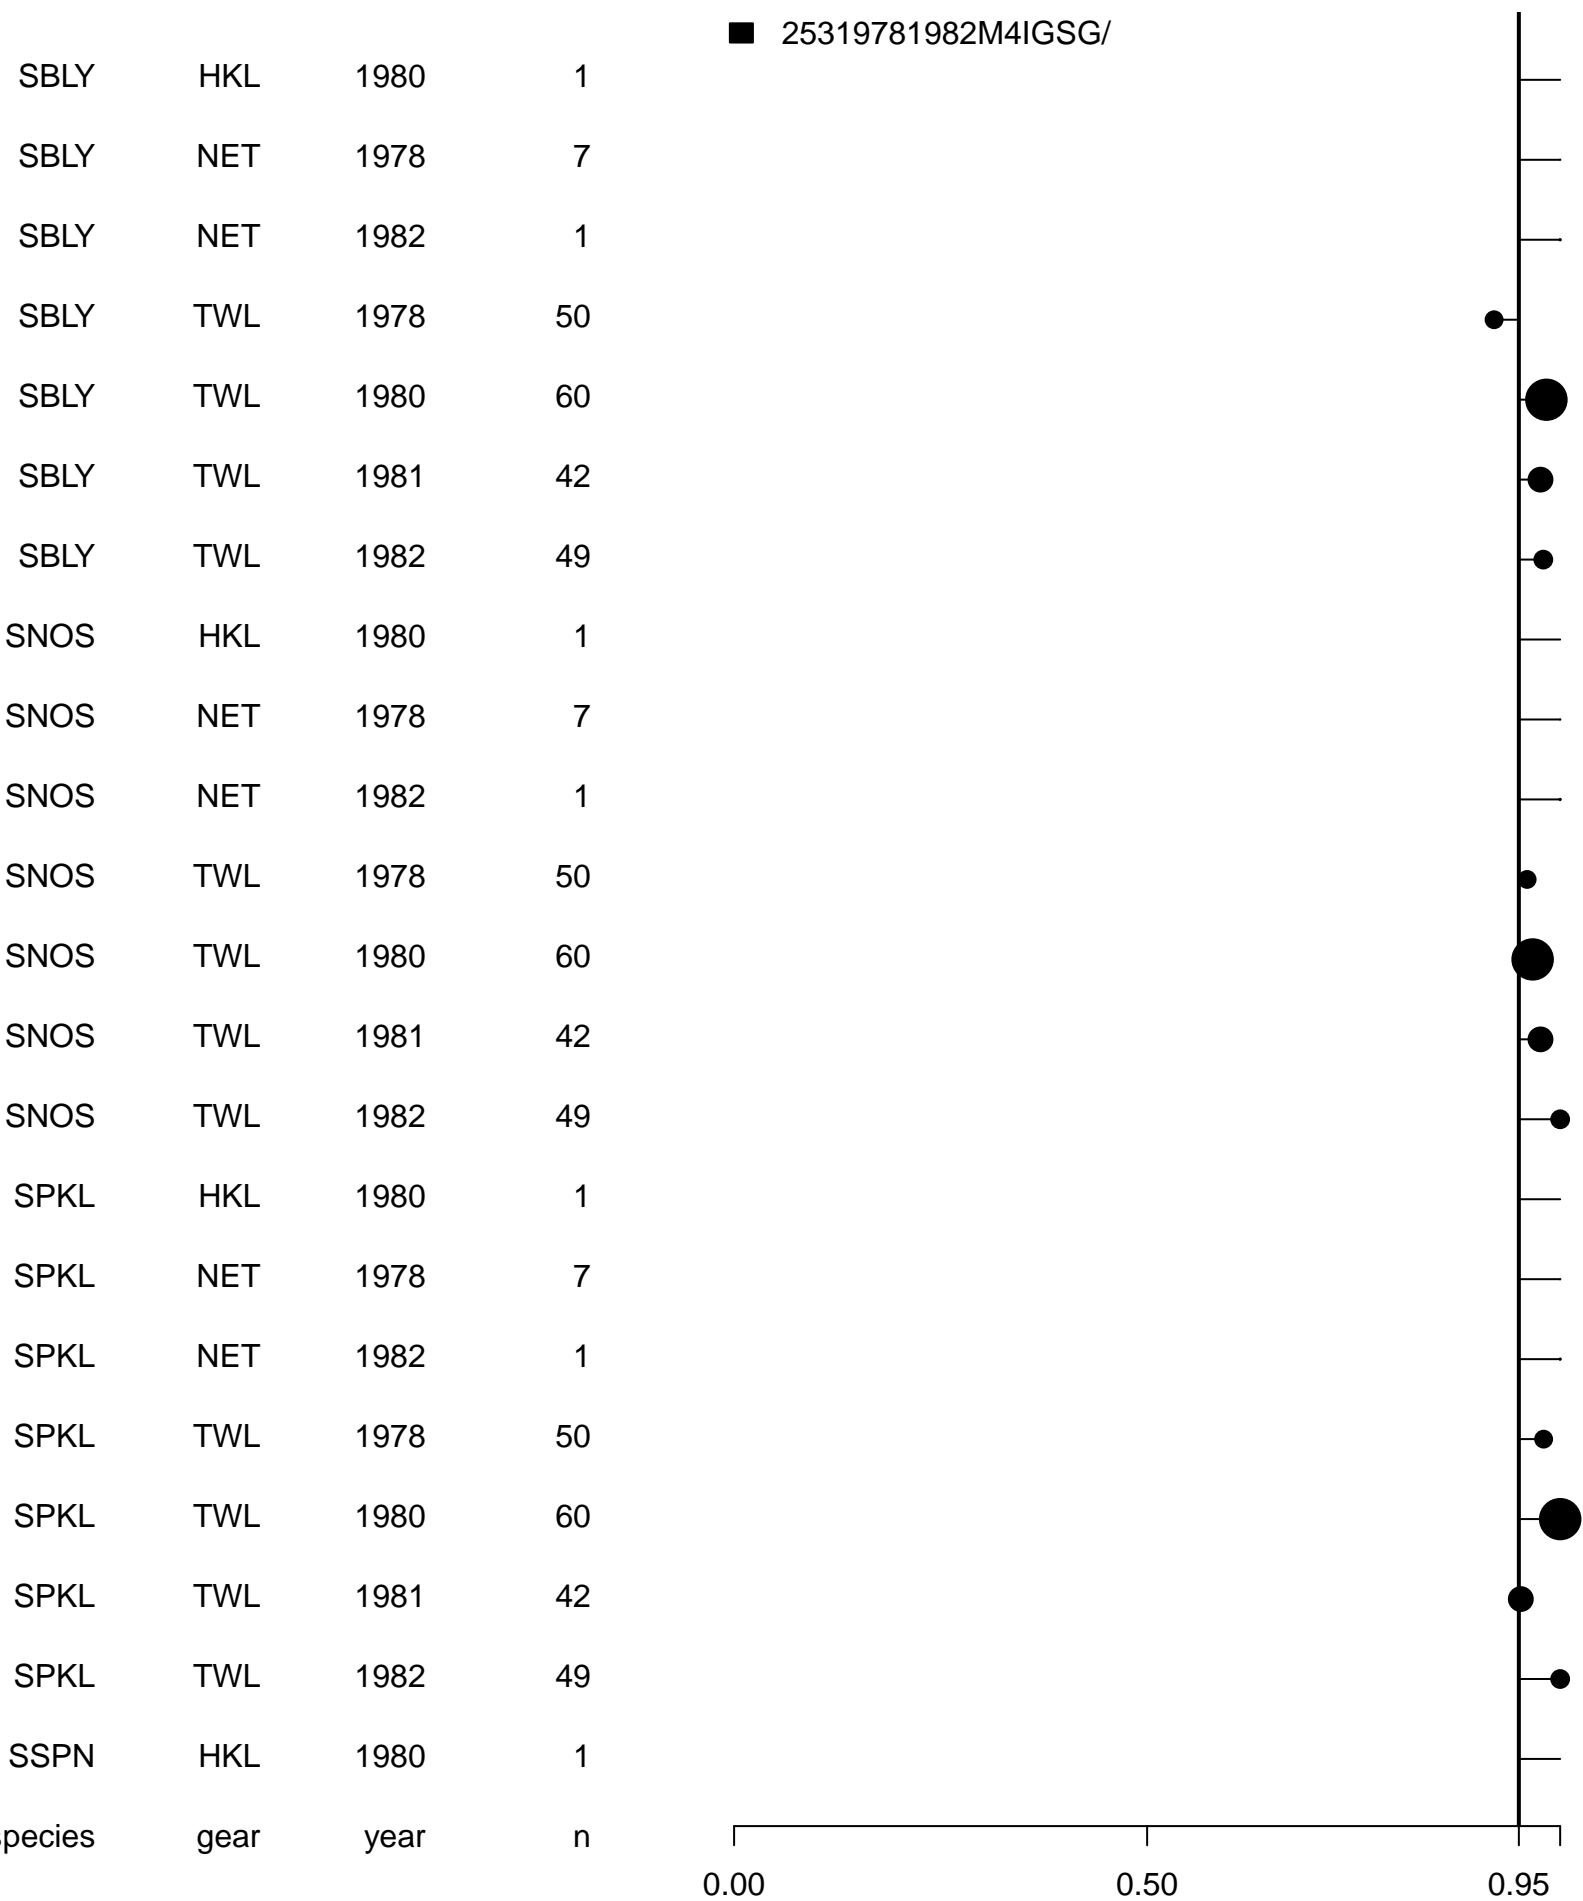 25319781982M4IGSG/
SBLY HKL 1980 1
SBLY NET 1978 7
SBLY NET 1982 1
SBLY TWL 1978 50
SBLY TWL 1980 60
SBLY TWL 1981 42
SBLY TWL 1982 49
SNOS HKL 1980 1
SNOS NET 1978 7
SNOS NET 1982 1
SNOS TWL 1978 50
SNOS TWL 1980 60
SNOS TWL 1981 42
SNOS TWL 1982 49
SPKL HKL 1980 1
SPKL NET 1978 7
SPKL NET 1982 1
SPKL TWL 1978 50
SPKL TWL 1980 60
SPKL TWL 1981 42
SPKL TWL 1982 49
SSPN HKL 1980 1
species gear year n
0.00 0.50 0.95